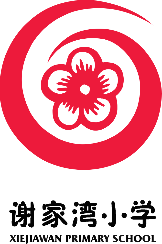 谢家湾小学
XIEJIAWAN PRIMARY SCHOOL